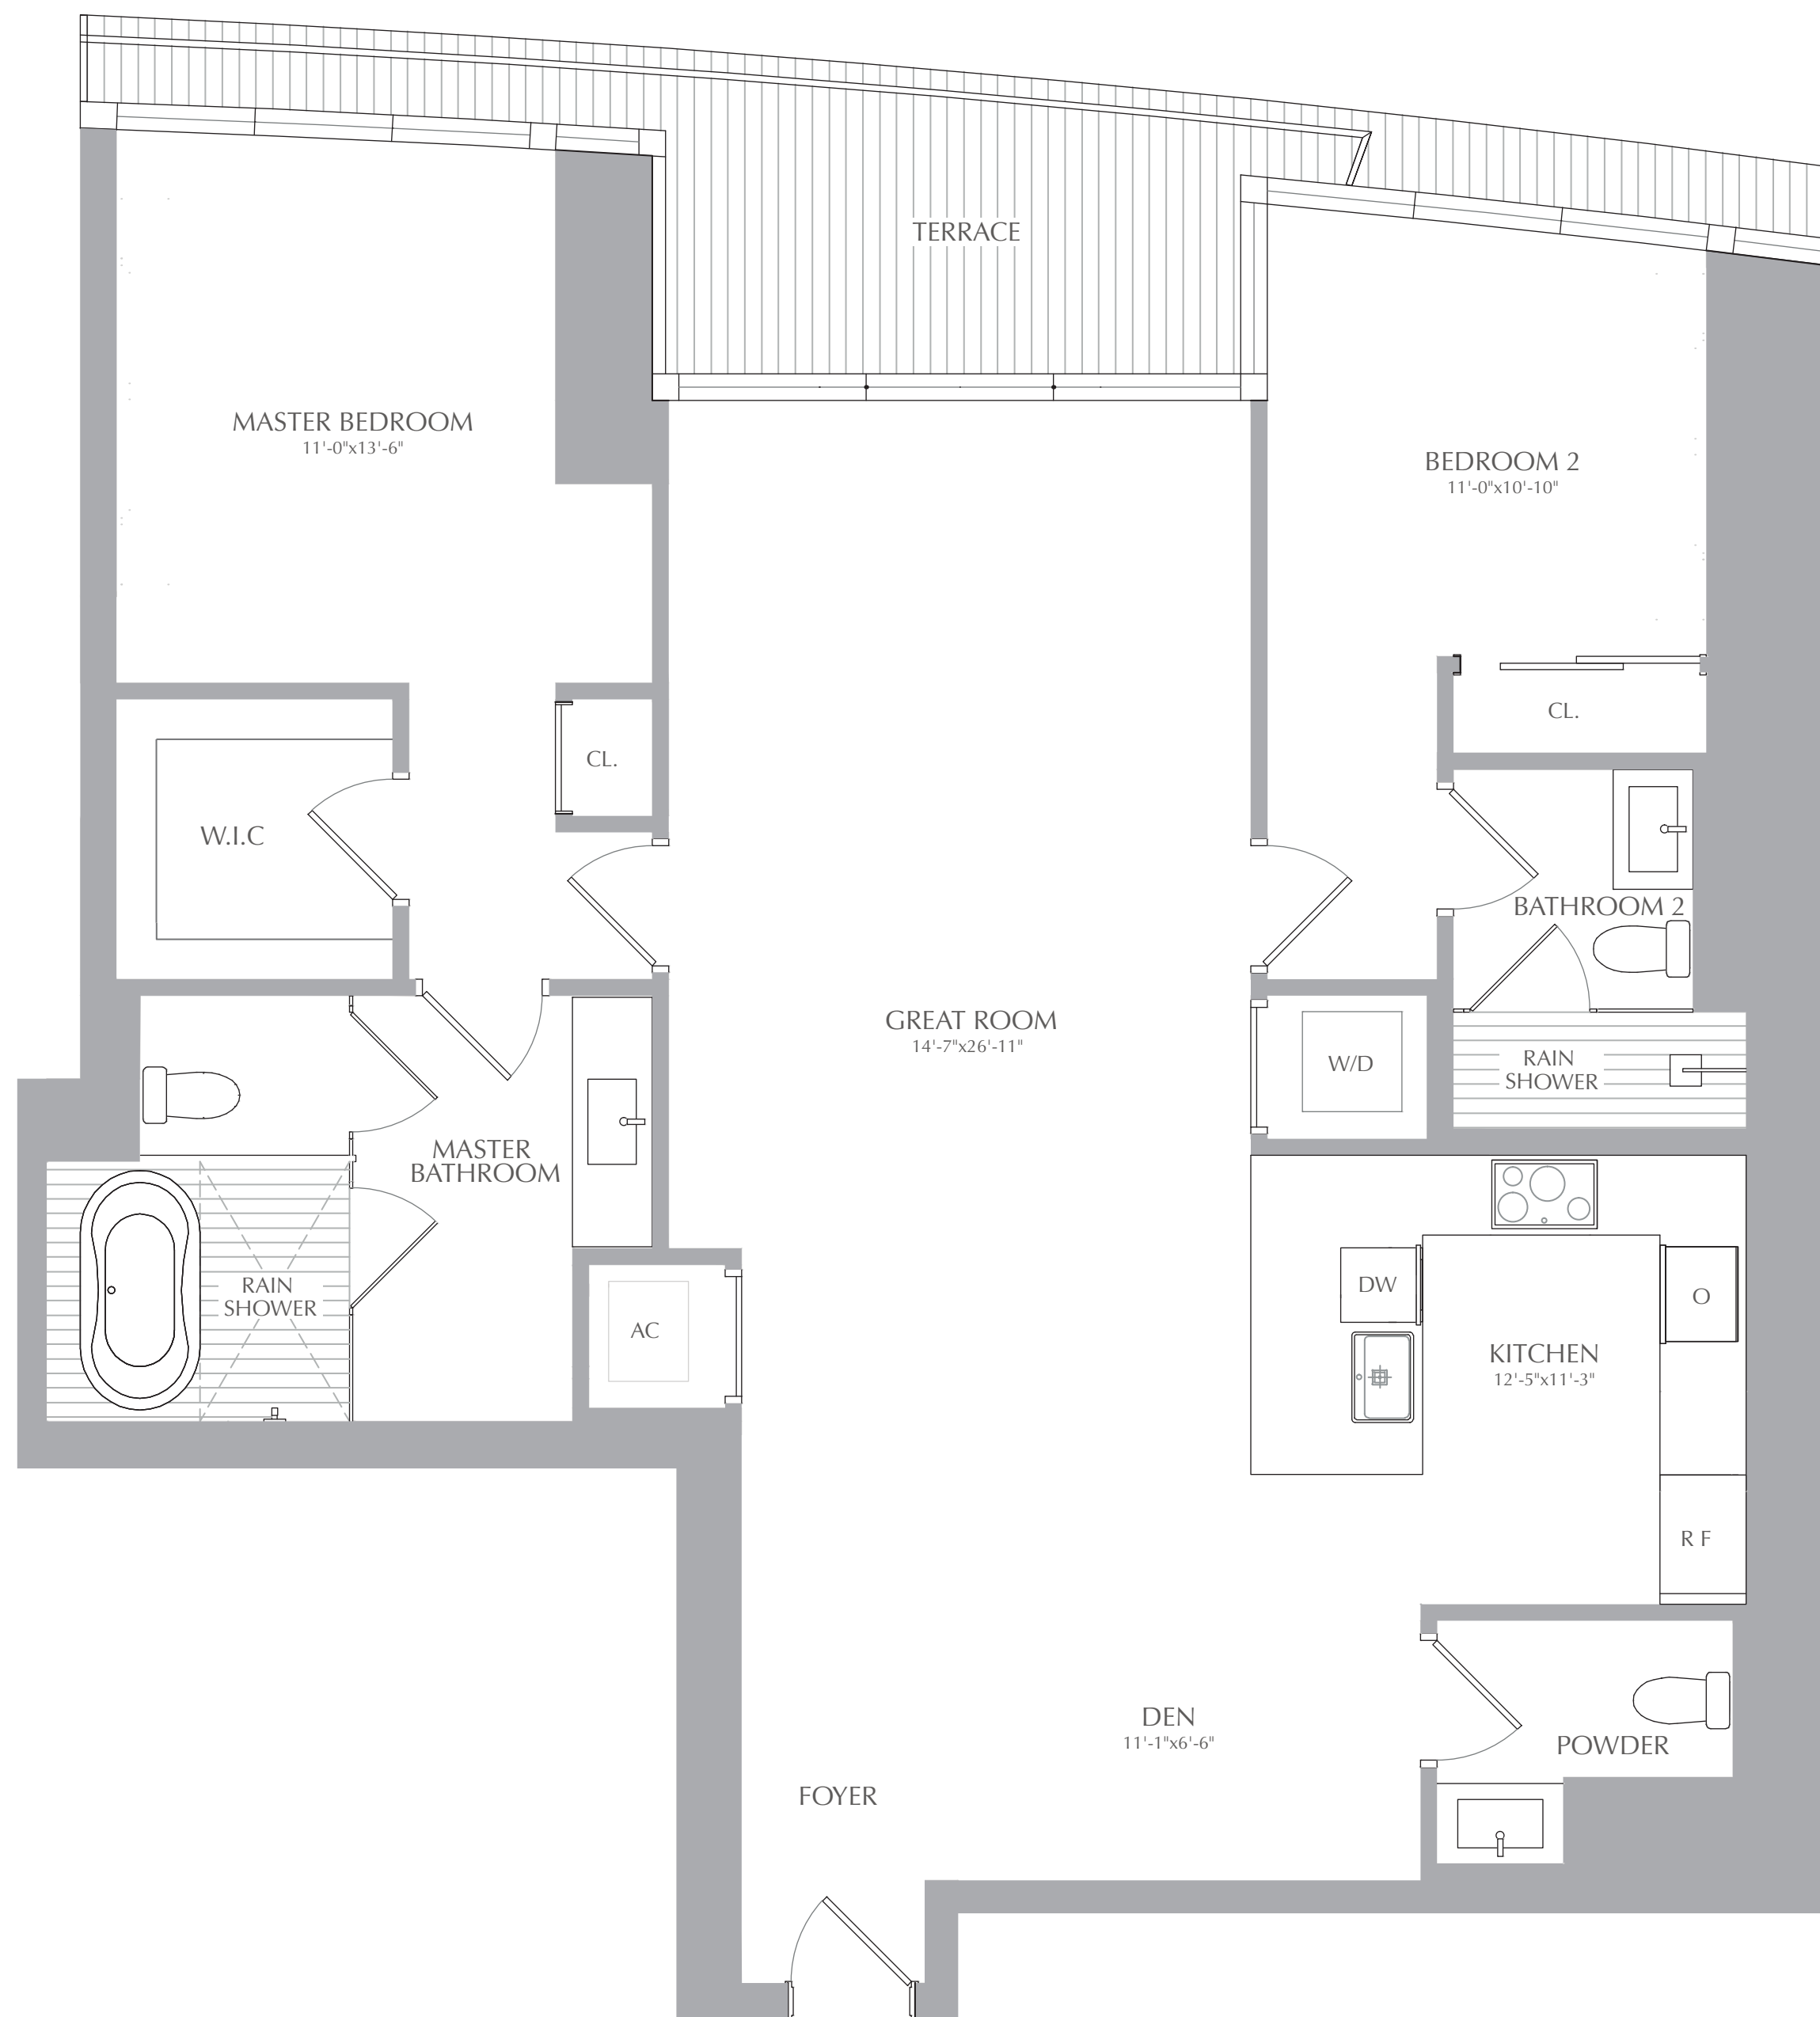 TERRACE
MASTER BEDROOM
11'-0"x13'-6"
BEDROOM 2
11'-0"x10'-10"
CL.
CL.
W.I.C
BATHROOM 2
GREAT ROOM
14'-7"x26'-11"
W/D
RAIN
SHOWER
MASTER
BATHROOM
RAIN
SHOWER
AC
DW
O
KITCHEN
12'-5"x11'-3"
R F
DEN
11'-1"x6'-6"
POWDER
FOYER